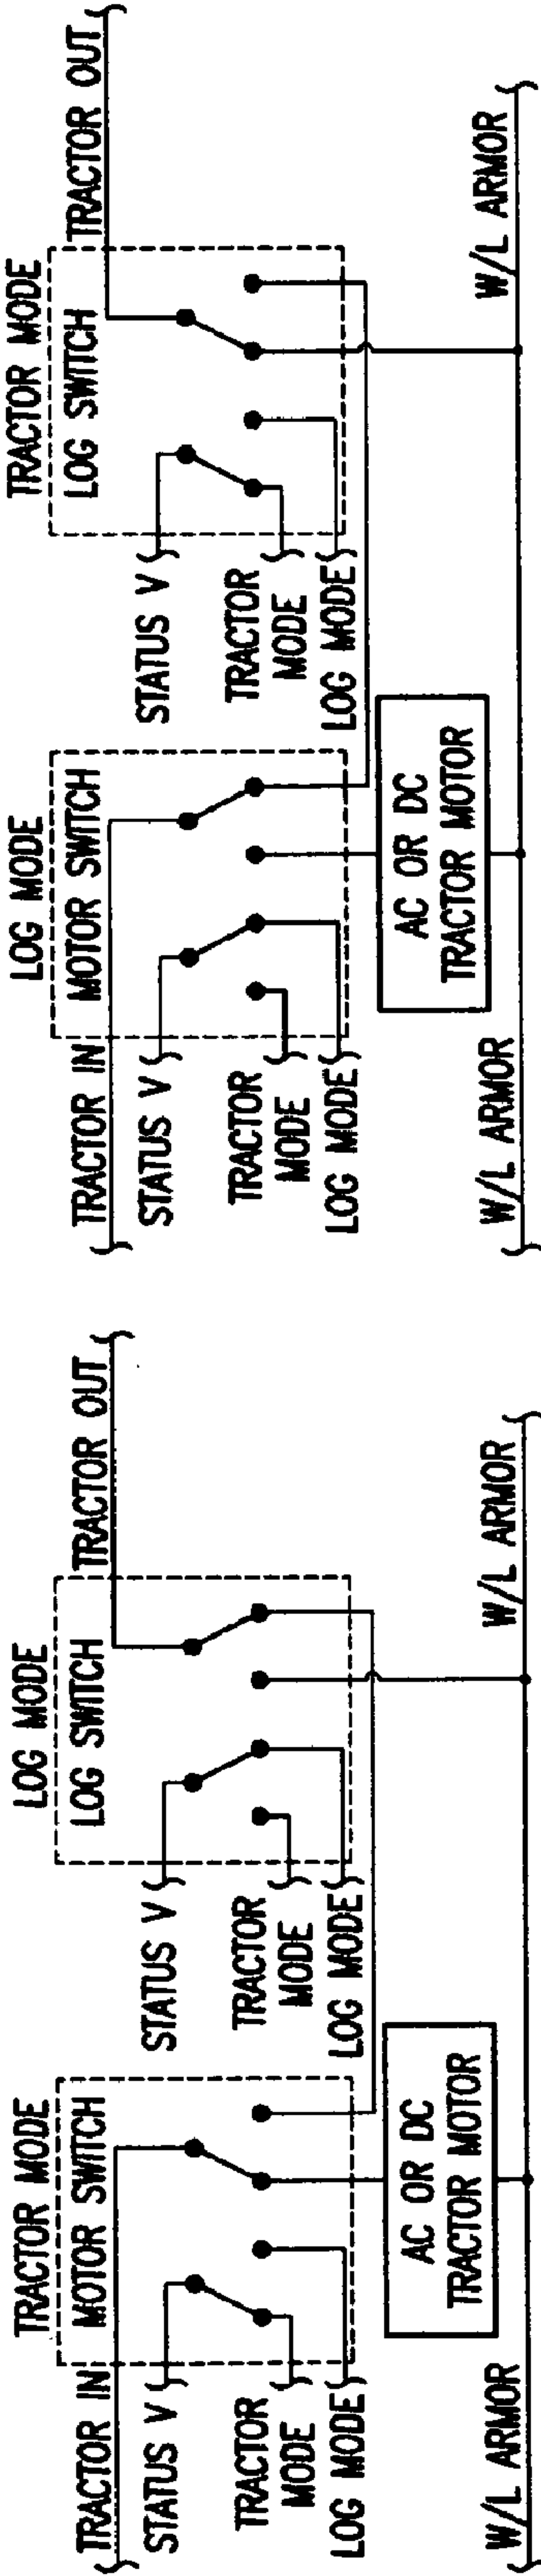 TRACTOR MODE
MOTOR SWITCH
TRACTOR IN
STATUS V
TRACTOR
MODE
LOG MODE
AC OR DC
TRACTOR MOTOR
W/L ARMOR
LOG MODE
LOG SWITCH
TRACTOR OUT
STATUS V
TRACTOR
MODE
LOG MODE
W/L ARMOR
LOG MODE
MOTOR SWITCH
TRACTOR IN
STATUS V
TRACTOR
MODE
LOG MODE
AC OR DC
TRACTOR MOTOR
W/L ARMOR
TRACTOR MODE
LOG SWITCH
TRACTOR OUT
STATUS V
TRACTOR
MODE
LOG MODE
W/L ARMOR